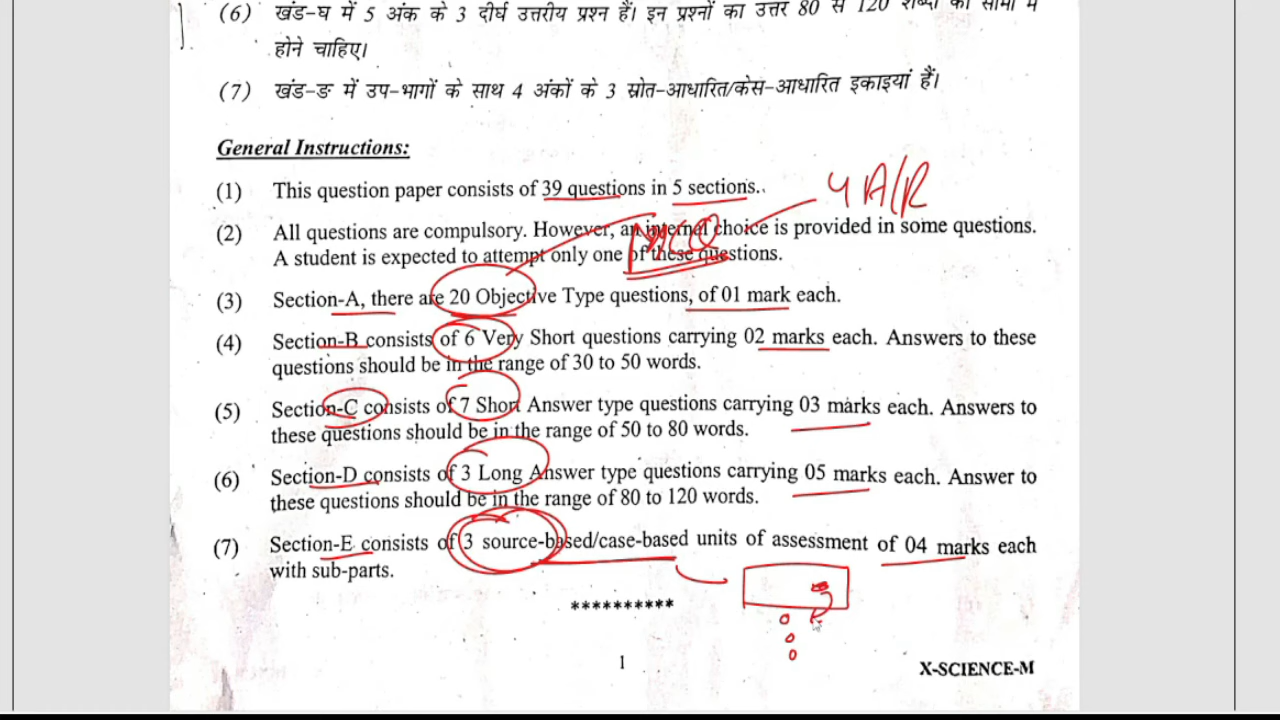 (6) खंड-घ में 5 अंक के 3 दीर्घ उत्तरीय प्रश्न हैं। इन प्रश्नों का उत्तर 80 से 120 शब्दों की सीमा में
होने चाहिए।
(7) खंड-ङ में उप-भागों के साथ 4 अंकों के 3 स्रोत-आधारित/केस-आधारित इकाइयां हैं।
General Instructions:
(1) This question paper consists of 39 questions in 5 sections.
4 A/R
(2) All questions are compulsory. However, an internal choice is provided in some questions.
MCQ
A student is expected to attempt only one of these questions.
(3) Section-A, there are 20 Objective Type questions, of 01 mark each.
(4) Section-B consists of 6 Very Short questions carrying 02 marks each. Answers to these
questions should be in the range of 30 to 50 words.
(5) Section-C consists of 7 Short Answer type questions carrying 03 marks each. Answers to
these questions should be in the range of 50 to 80 words.
(6) Section-D consists of 3 Long Answer type questions carrying 05 marks each. Answer to
these questions should be in the range of 80 to 120 words.
(7) Section-E consists of 3 source-based/case-based units of assessment of 04 marks each
with sub-parts.
**********
1
X-SCIENCE-M